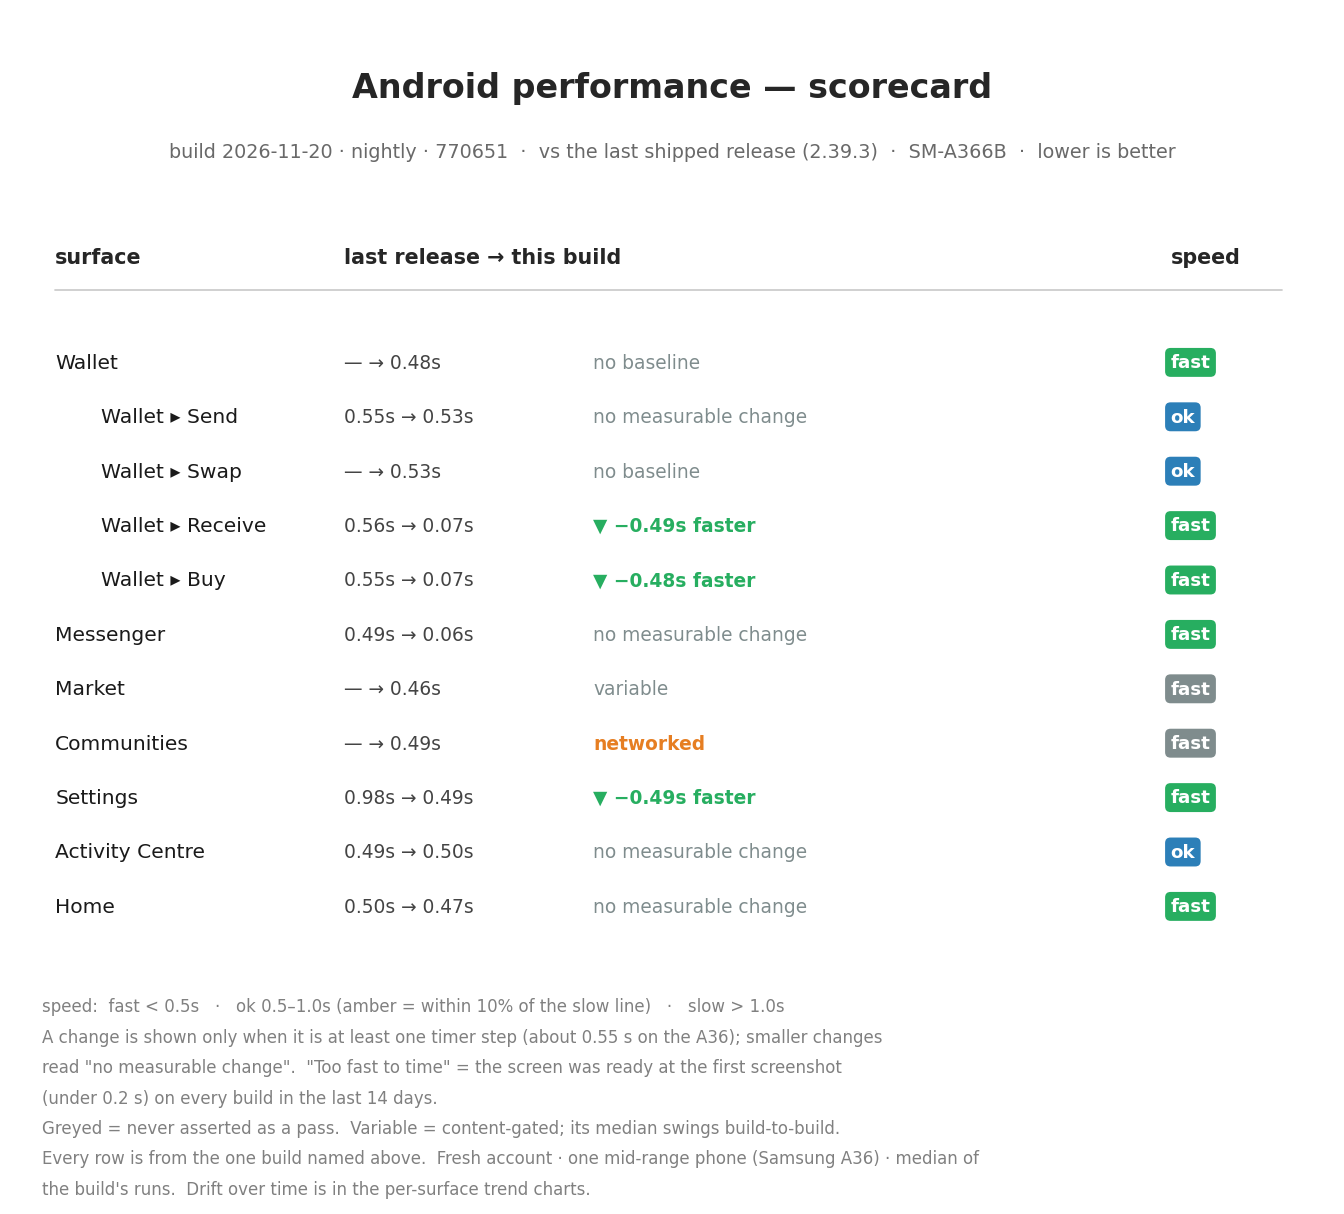 Android performance — scorecard
build 2026-11-20 · nightly · 770651 · vs the last shipped release (2.39.3) · SM-A366B · lower is better
surface last release → this build speed
Wallet — → 0.48s no baseline fast
Wallet ▸ Send 0.55s → 0.53s no measurable change ok
Wallet ▸ Swap — → 0.53s no baseline ok
Wallet ▸ Receive 0.56s → 0.07s ▼ −0.49s faster fast
Wallet ▸ Buy 0.55s → 0.07s ▼ −0.48s faster fast
Messenger 0.49s → 0.06s no measurable change fast
Market — → 0.46s variable fast
Communities — → 0.49s networked fast
Settings 0.98s → 0.49s ▼ −0.49s faster fast
Activity Centre 0.49s → 0.50s no measurable change ok
Home 0.50s → 0.47s no measurable change fast
speed: fast < 0.5s · ok 0.5–1.0s (amber = within 10% of the slow line) · slow > 1.0s
A change is shown only when it is at least one timer step (about 0.55 s on the A36); smaller changes
read "no measurable change". "Too fast to time" = the screen was ready at the first screenshot
(under 0.2 s) on every build in the last 14 days.
Greyed = never asserted as a pass. Variable = content-gated; its median swings build-to-build.
Every row is from the one build named above. Fresh account · one mid-range phone (Samsung A36) · median of
the build's runs. Drift over time is in the per-surface trend charts.